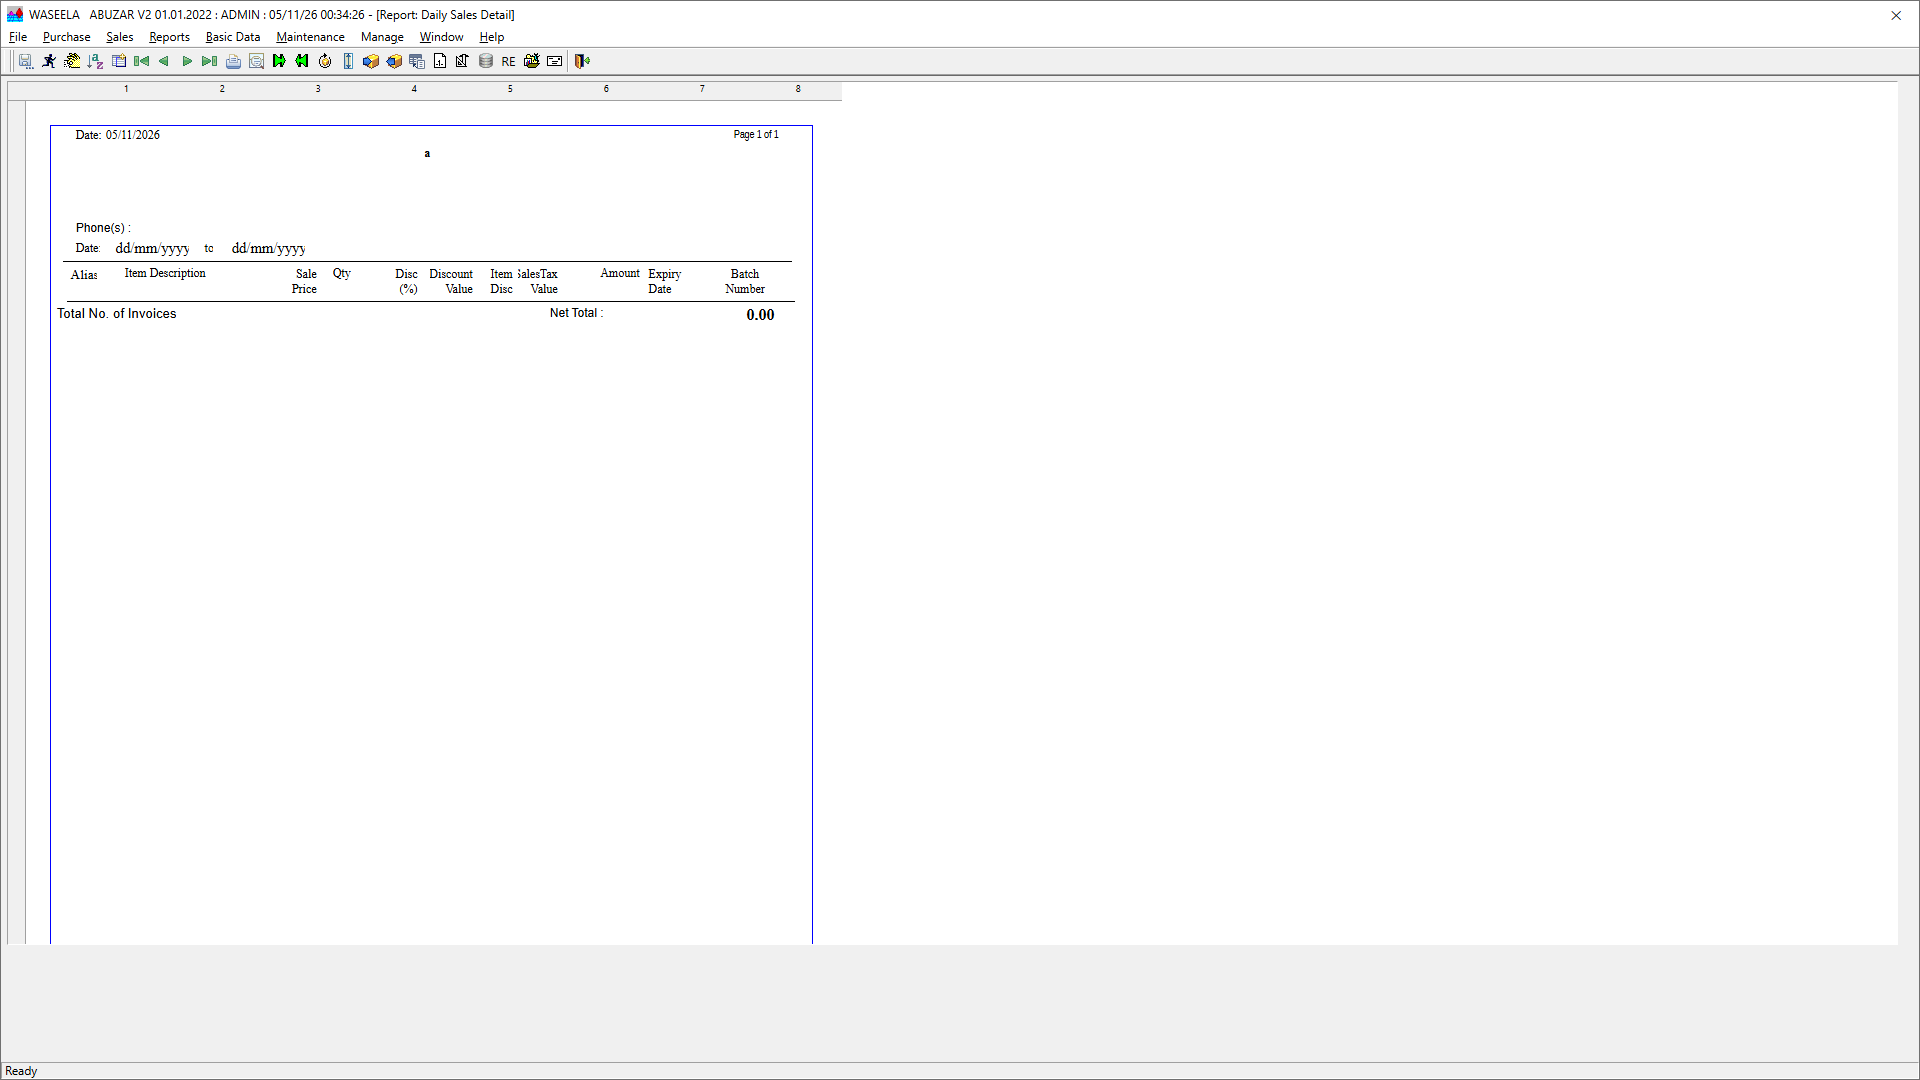 WASEELA   ABUZAR V2 01.01.2022 : ADMIN : 05/11/26 00:34:26 - [Report: Daily Sales Detail]
File Purchase Sales Reports Basic Data Maintenance Manage Window Help
RE
1 2 3 4 5 6 7 8
Date: 05/11/2026 Page 1 of 1
a
Phone(s) :
Date: dd/mm/yyyy to dd/mm/yyyy
Alias Item Description Sale Qty Disc Discount Item SalesTax Amount Expiry Batch
Price (%) Value Disc Value Date Number
Total No. of Invoices Net Total : 0.00
Ready